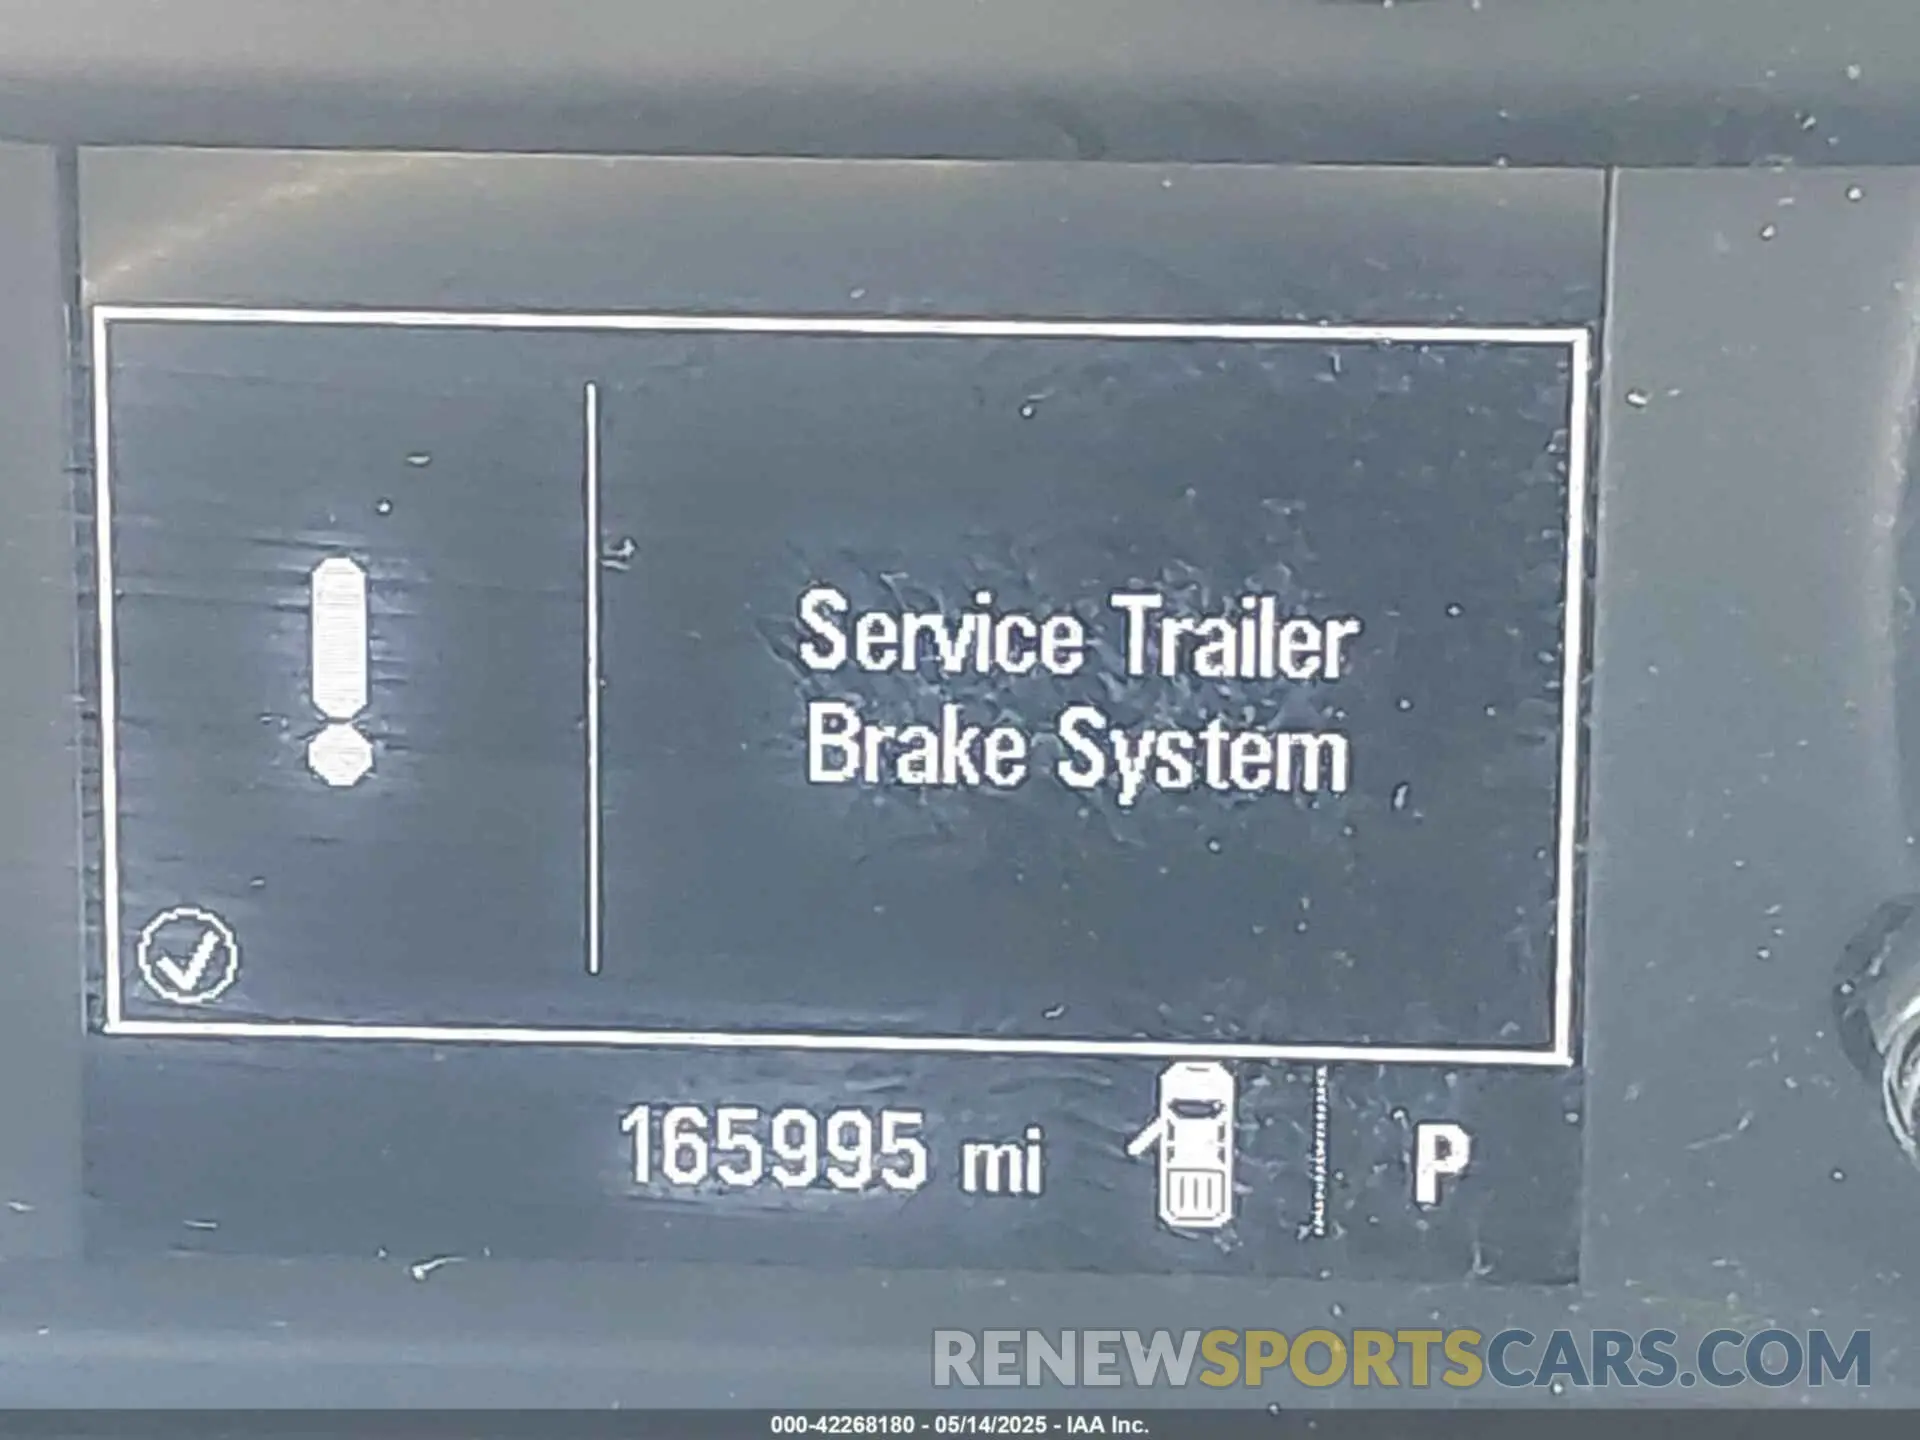 Service Trailer
Brake System
165995 mi
P
RENEWSPORTSCARS.COM
000-42268180 - 05/14/2025 - IAA Inc.